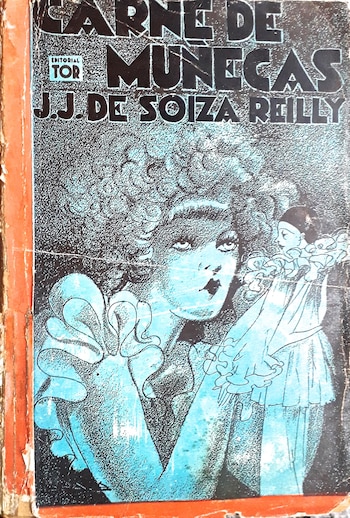 CARNE DE
EDITORIAL
TOR
MUÑECAS
J.J. DE SOIZA REILLY